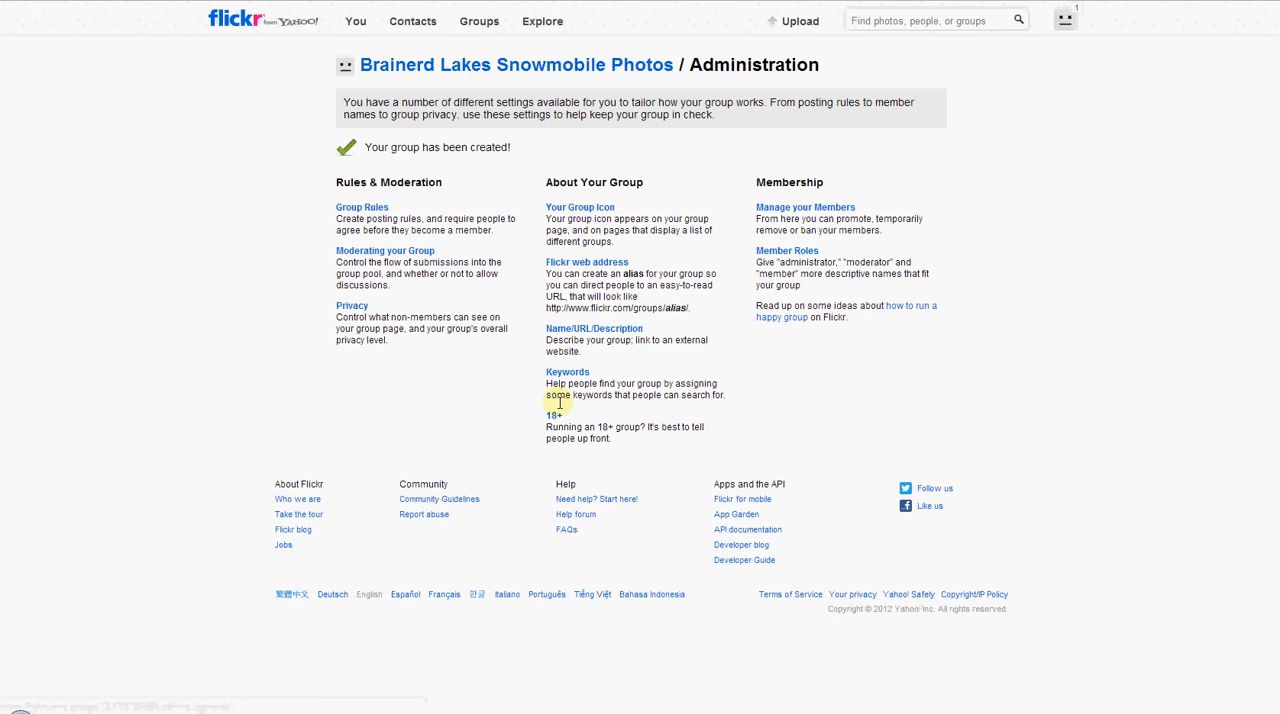 flickr from YAHOO! You Contacts Groups Explore Upload Find photos, people, or groups 1
Brainerd Lakes Snowmobile Photos / Administration
You have a number of different settings available for you to tailor how your group works. From posting rules to member
names to group privacy, use these settings to help keep your group in check.
Your group has been created!
Rules & Moderation
Group Rules
Create posting rules, and require people to
agree before they become a member.
Moderating your Group
Control the flow of submissions into the
group pool, and whether or not to allow
discussions.
Privacy
Control what non-members can see on
your group page, and your group's overall
privacy level.
About Your Group
Your Group Icon
Your group icon appears on your group
page, and on pages that display a list of
different groups.
Flickr web address
You can create an alias for your group so
you can direct people to an easy-to-read
URL, that will look like
http://www.flickr.com/groups/alias/.
Name/URL/Description
Describe your group; link to an external
website.
Keywords
Help people find your group by assigning
some keywords that people can search for.
18+
Running an 18+ group? It's best to tell
people up front.
Membership
Manage your Members
From here you can promote, temporarily
remove or ban your members.
Member Roles
Give "administrator," "moderator" and
"member" more descriptive names that fit
your group
Read up on some ideas about how to run a
happy group on Flickr.
About Flickr
Who we are
Take the tour
Flickr blog
Jobs
Community
Community Guidelines
Report abuse
Help
Need help? Start here!
Help forum
FAQs
Apps and the API
Flickr for mobile
App Garden
API documentation
Developer blog
Developer Guide
Follow us
Like us
繁體中文 Deutsch English Español Français 한글 Italiano Português Tiếng Việt Bahasa Indonesia
Terms of Service Your privacy Yahoo! Safely Copyright/IP Policy
Copyright © 2012 Yahoo! Inc. All rights reserved.